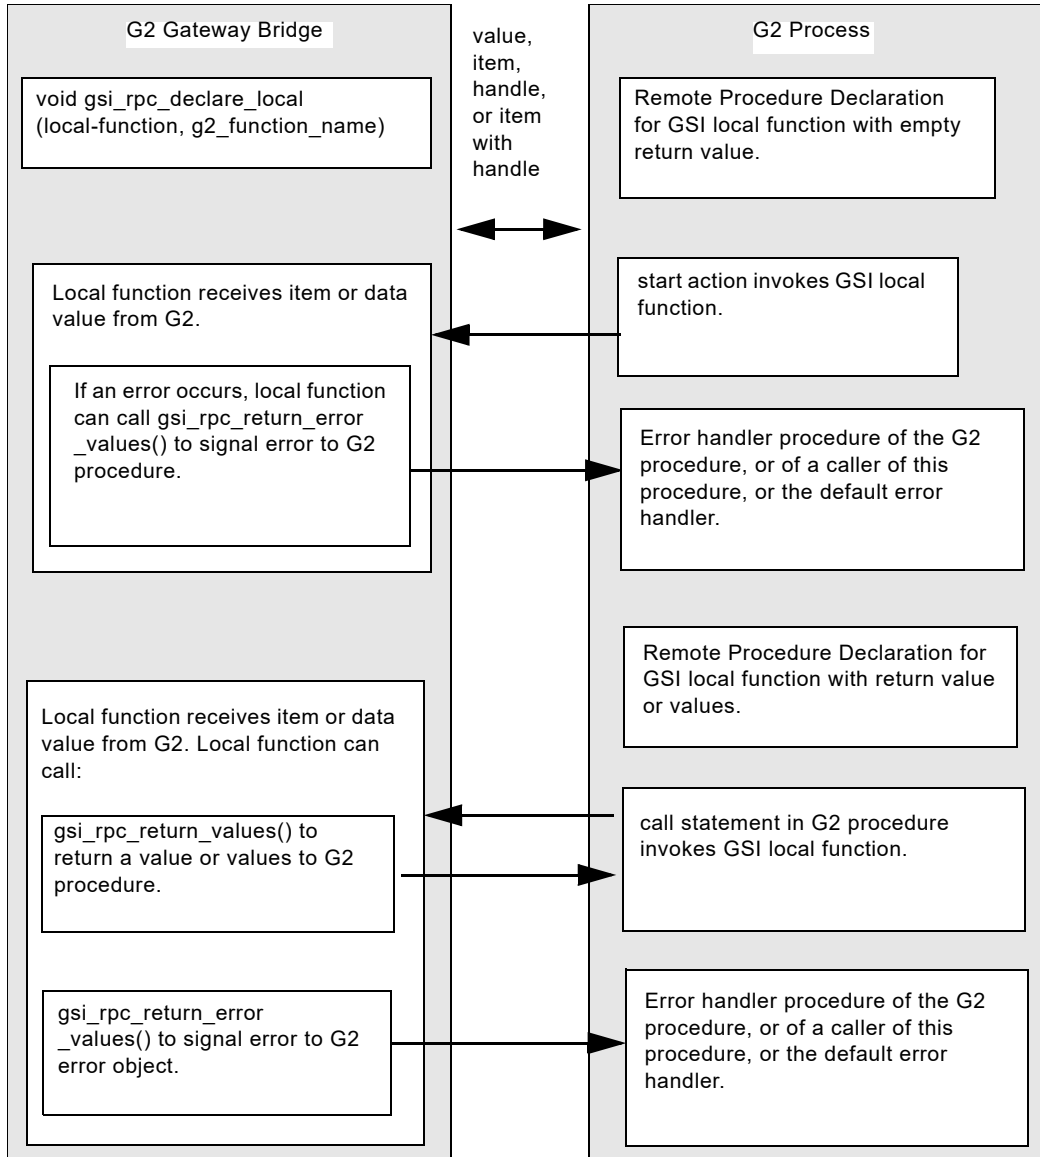 G2 Gateway Bridge
value,
item,
handle,
or item
with
handle
G2 Process
void gsi_rpc_declare_local
(local-function, g2_function_name)
Remote Procedure Declaration
for GSI local function with empty
return value.
Local function receives item or data
value from G2.
start action invokes GSI local
function.
If an error occurs, local function
can call gsi_rpc_return_error
_values() to signal error to G2
procedure.
Error handler procedure of the G2
procedure, or of a caller of this
procedure, or the default error
handler.
Remote Procedure Declaration for
GSI local function with return value
or values.
Local function receives item or data
value from G2. Local function can
call:
gsi_rpc_return_values() to
return a value or values to G2
procedure.
call statement in G2 procedure
invokes GSI local function.
gsi_rpc_return_error
_values() to signal error to G2
error object.
Error handler procedure of the G2
procedure, or of a caller of this
procedure, or the default error
handler.